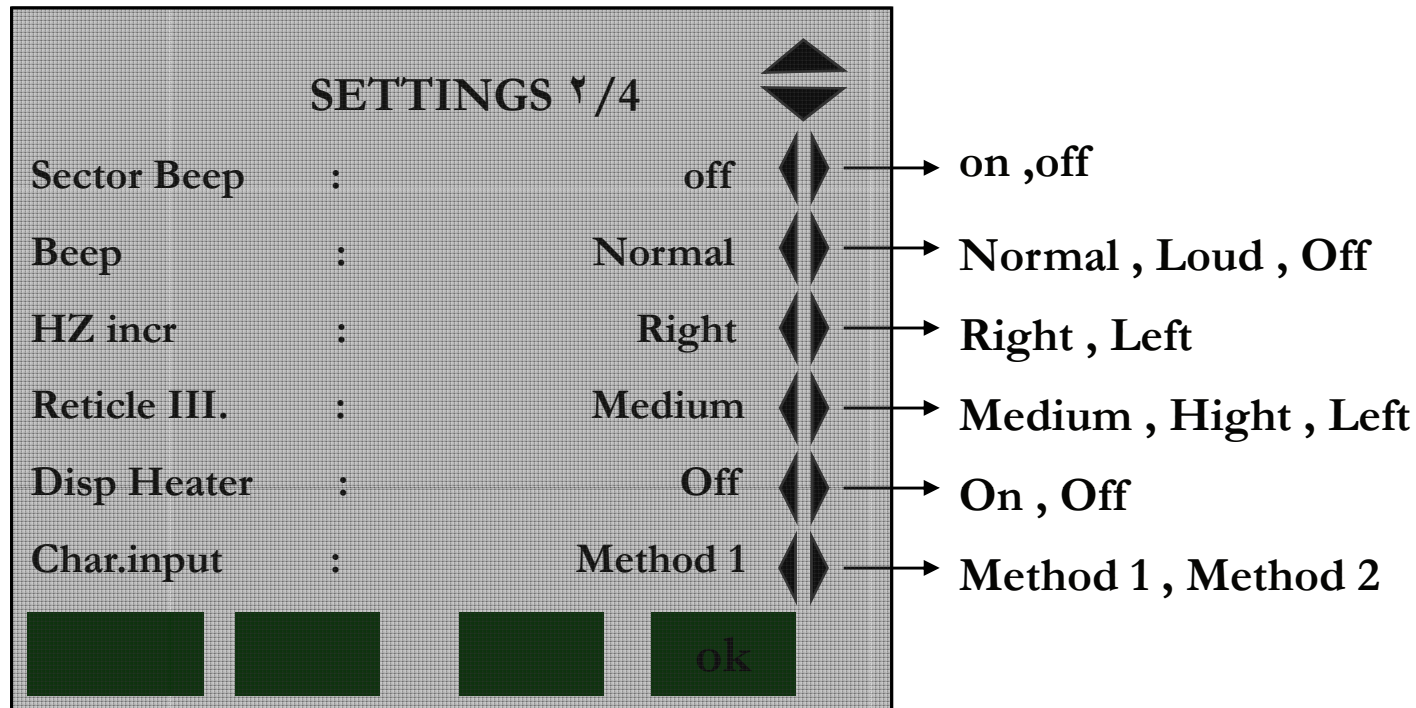 SETTINGS ٢/4
Sector Beep : off on ,off
Beep : Normal Normal , Loud , Off
HZ incr : Right Right , Left
Reticle III. : Medium Medium , Hight , Left
Disp Heater : Off On , Off
Char.input : Method 1 Method 1 , Method 2
ok